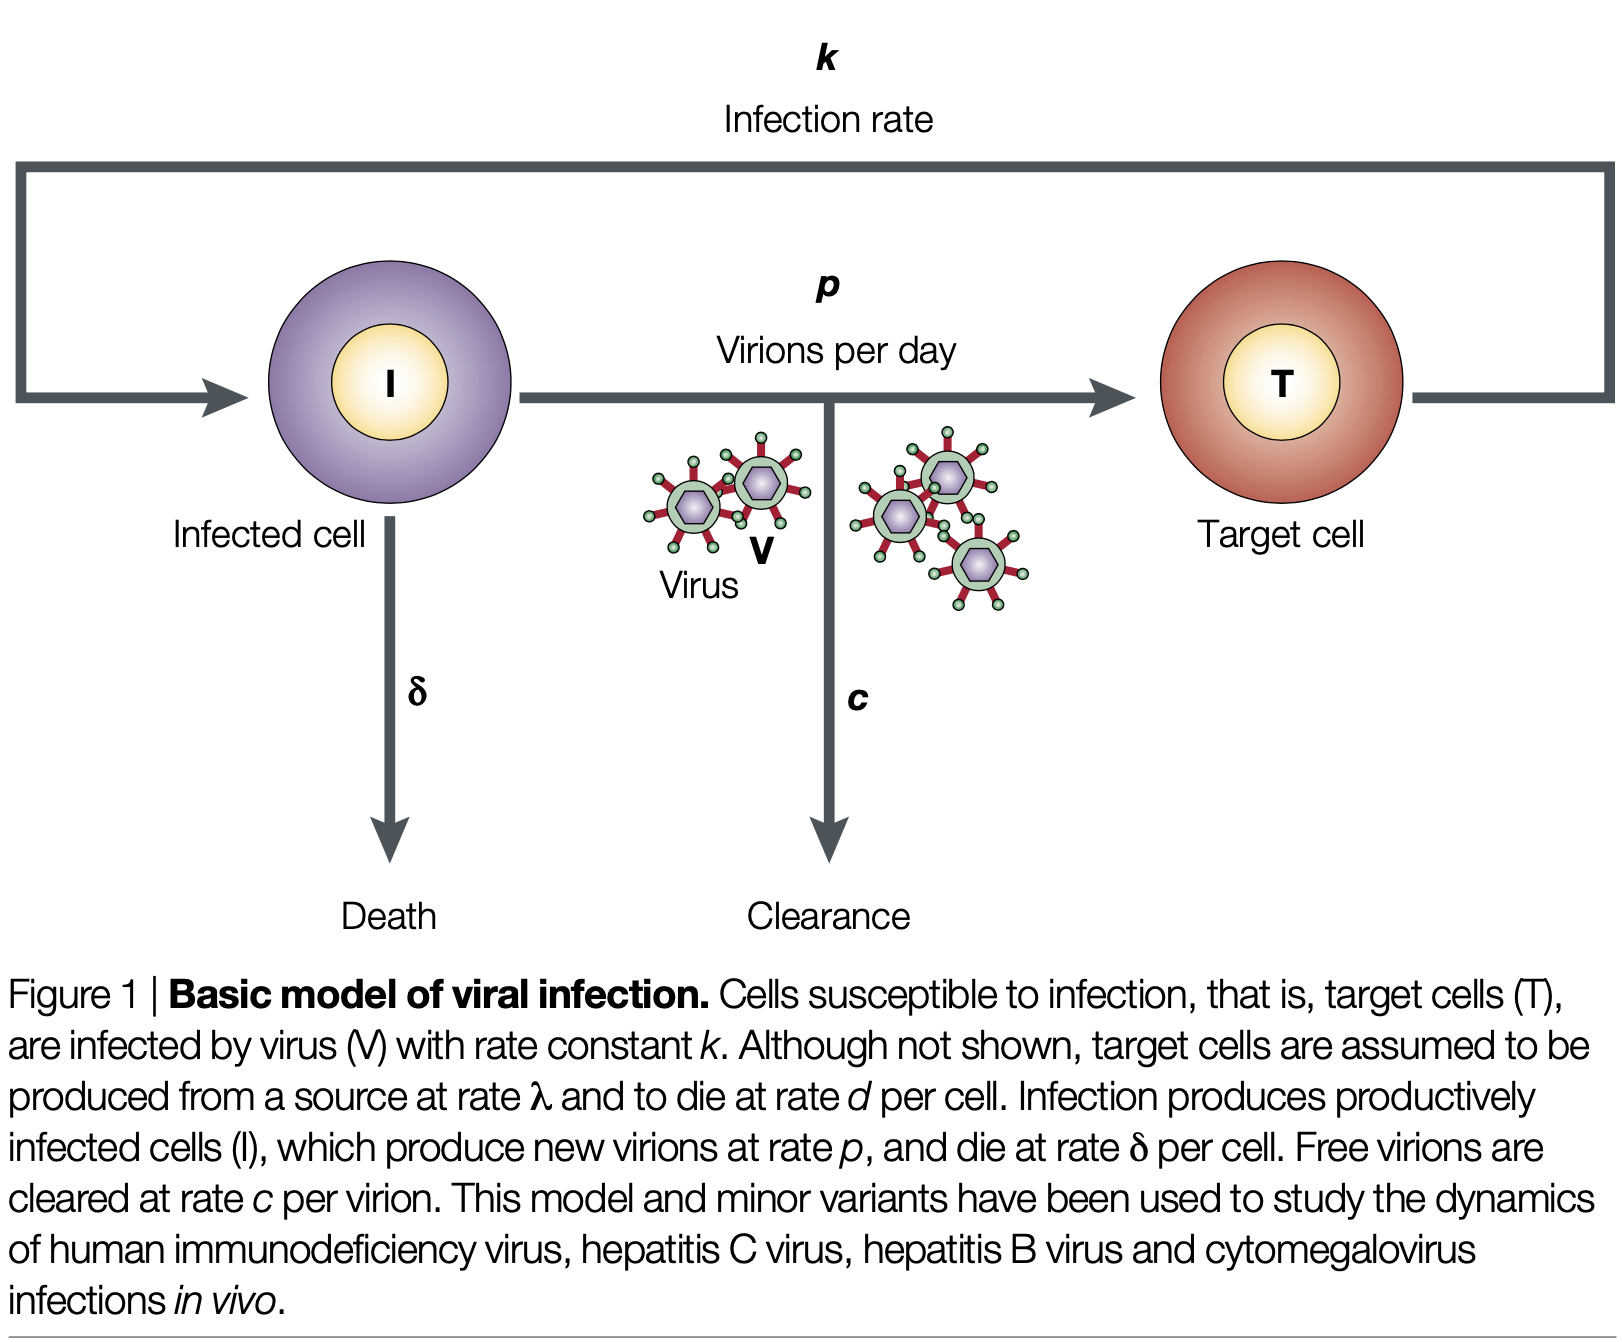 k
Infection rate
p
Virions per day
I
T
Infected cell
Target cell
V
Virus
δ
c
Death
Clearance
Figure 1 | Basic model of viral infection. Cells susceptible to infection, that is, target cells (T),
are infected by virus (V) with rate constant k. Although not shown, target cells are assumed to be
produced from a source at rate λ and to die at rate d per cell. Infection produces productively
infected cells (I), which produce new virions at rate p, and die at rate δ per cell. Free virions are
cleared at rate c per virion. This model and minor variants have been used to study the dynamics
of human immunodeficiency virus, hepatitis C virus, hepatitis B virus and cytomegalovirus
infections in vivo.